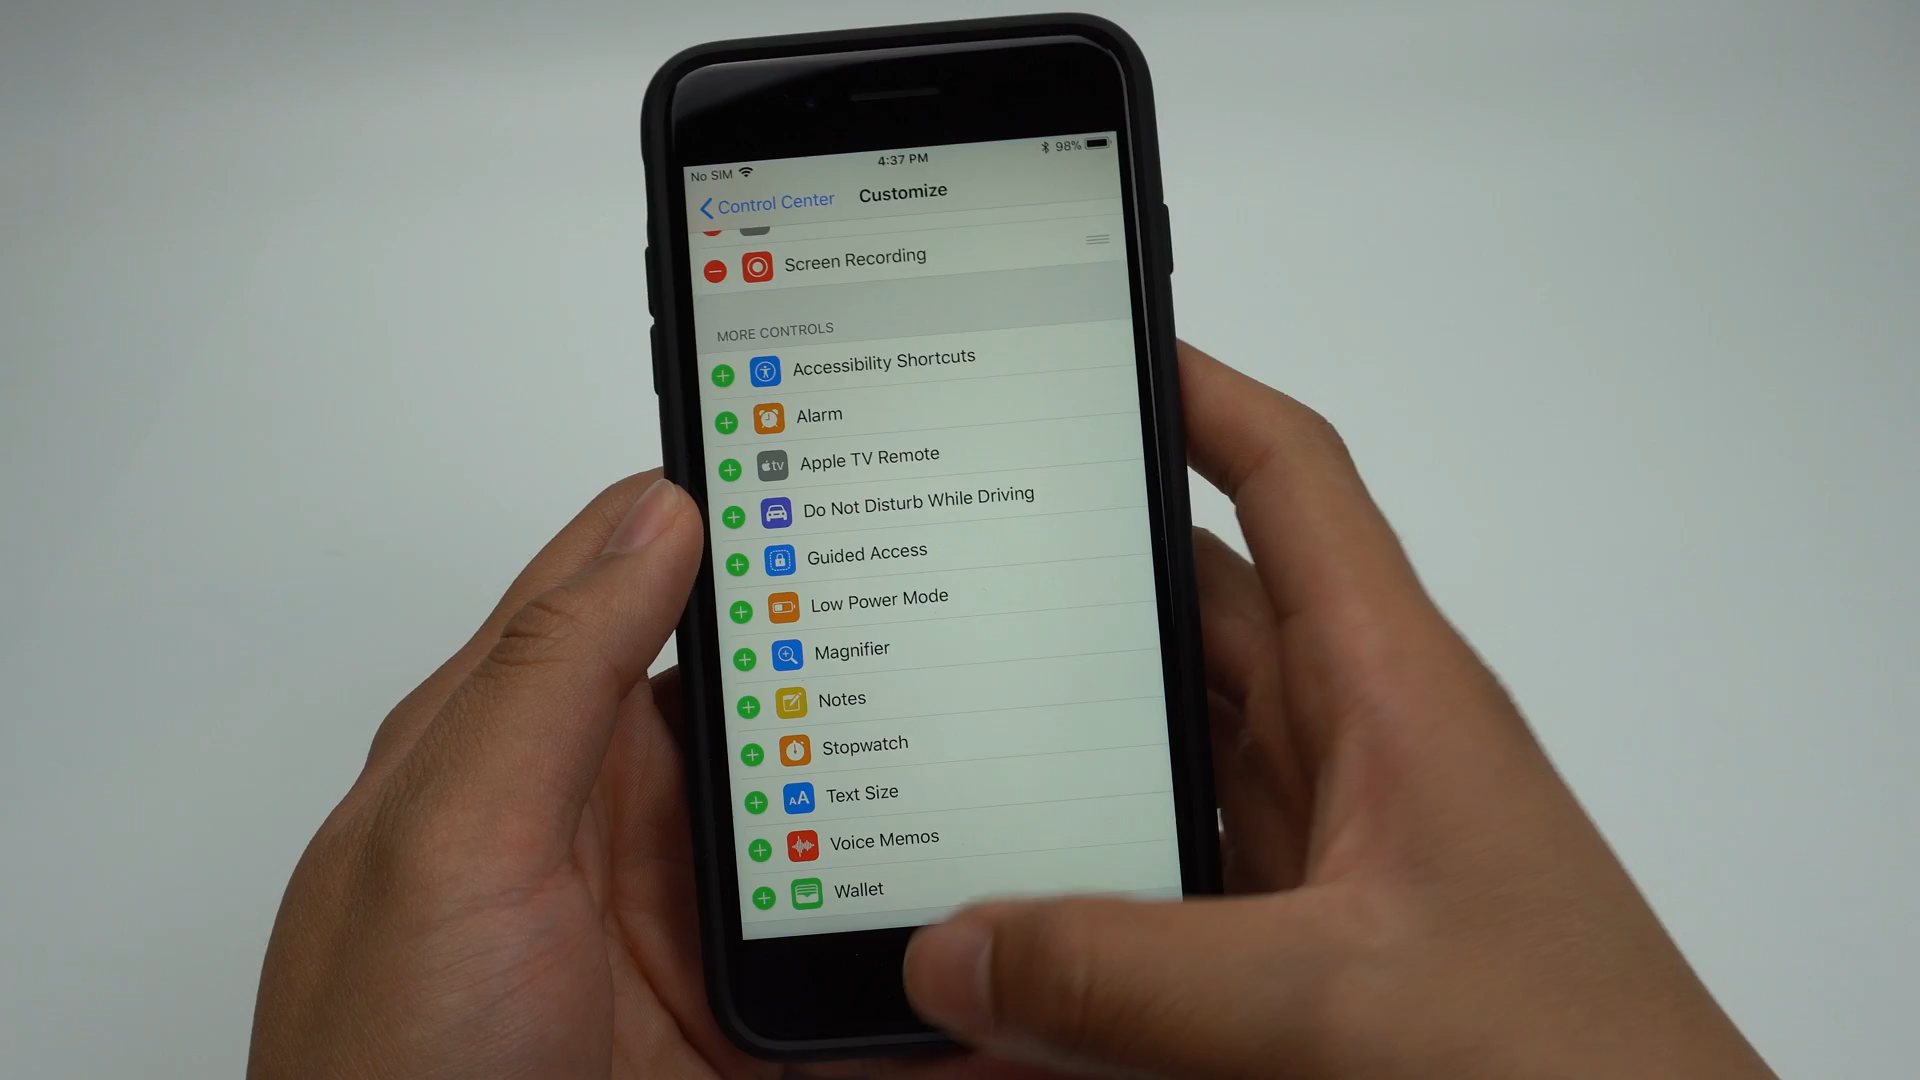 No SIM
4:37 PM
98%
Control Center
Customize
Screen Recording
MORE CONTROLS
Accessibility Shortcuts
Alarm
tv
Apple TV Remote
Do Not Disturb While Driving
Guided Access
Low Power Mode
Magnifier
Notes
Stopwatch
AA
Text Size
Voice Memos
Wallet